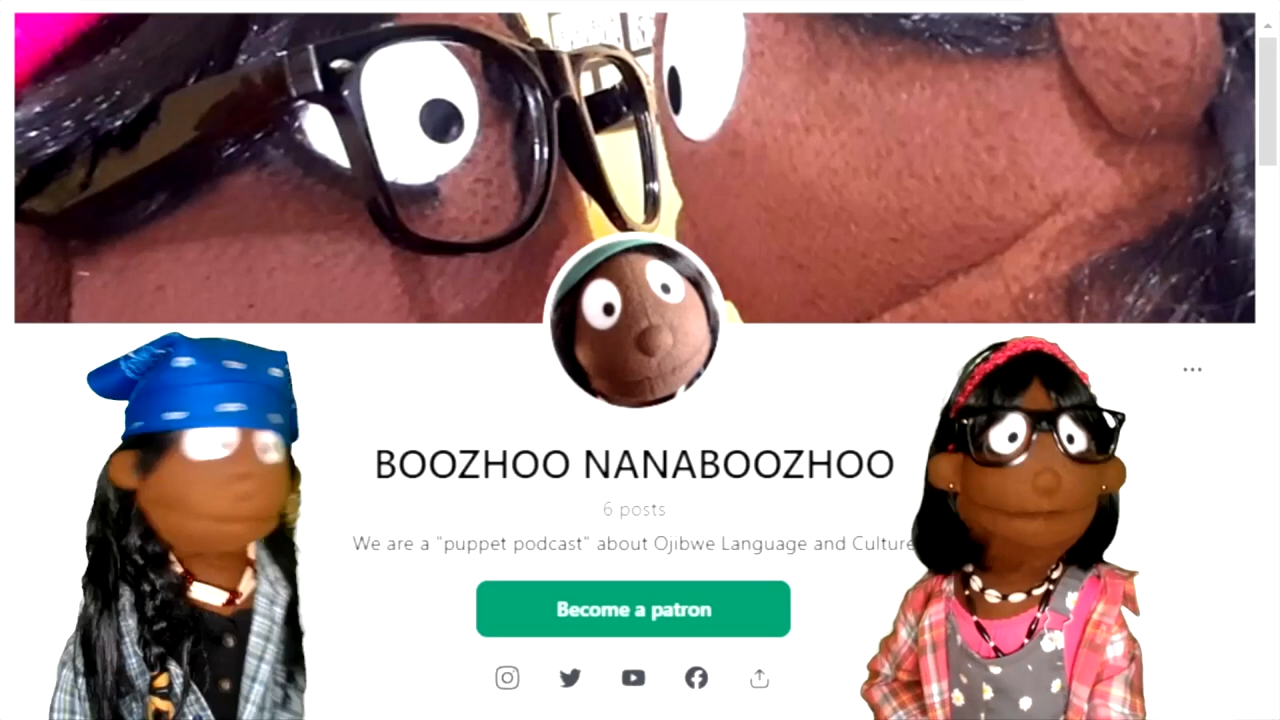 BOOZHOO NANABOOZHOO
6 posts
We are a "puppet podcast" about Ojibwe Language and Culture
Become a patron